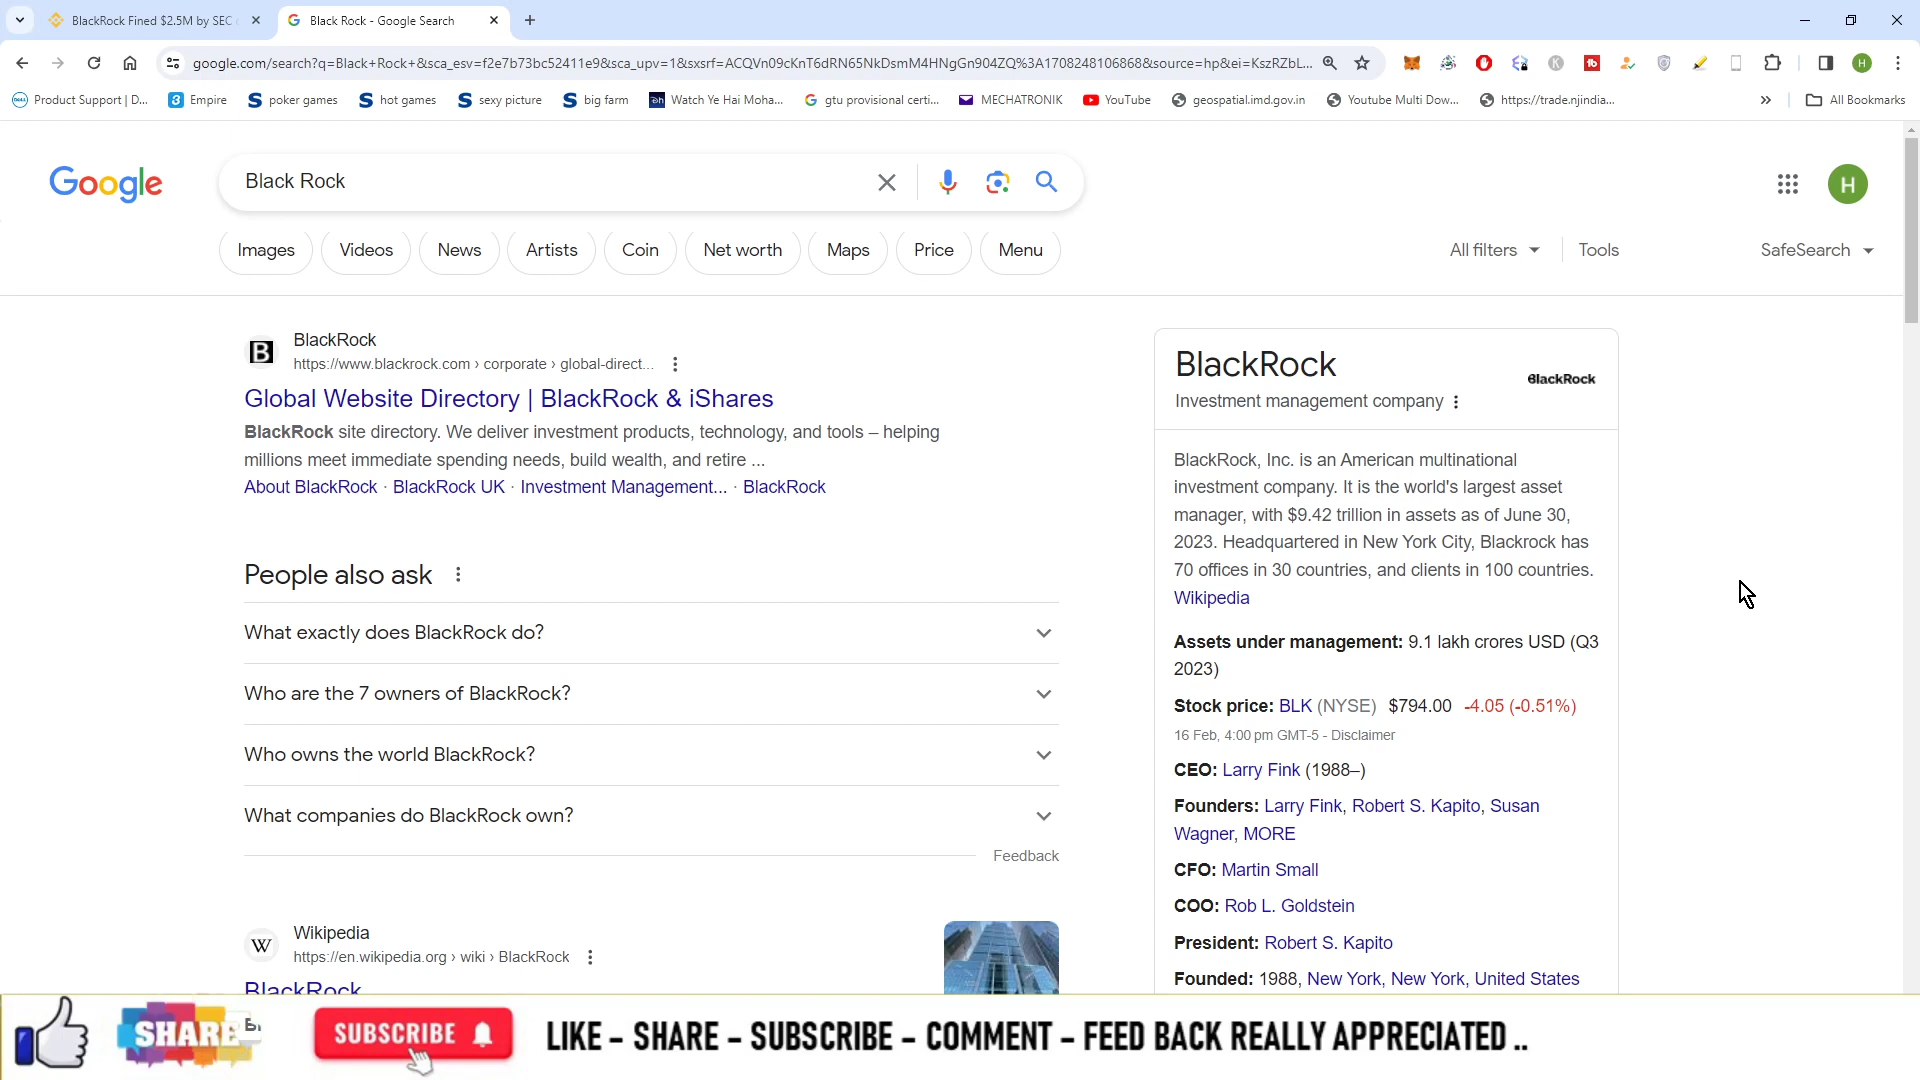 BlackRock Fined $2.5M by SEC
Black Rock - Google Search
google.com/search?q=Black+Rock+&sca_esv=f2e7b73bc52411e9&sca_upv=1&sxsrf=ACQVn09cKnT6dRN65NkDsmM4HNgGn904ZQ%3A1708248106868&source=hp&ei=KszRZbL...
H
Product Support | D...
Empire
poker games
hot games
sexy picture
big farm
Watch Ye Hai Moha...
gtu provisional certi...
MECHATRONIK
YouTube
geospatial.imd.gov.in
Youtube Multi Dow...
https://trade.njindia...
All Bookmarks
Google
Black Rock
H
Images
Videos
News
Artists
Coin
Net worth
Maps
Price
Menu
All filters
Tools
SafeSearch
B
BlackRock
https://www.blackrock.com › corporate › global-direct...
Global Website Directory | BlackRock & iShares
BlackRock site directory. We deliver investment products, technology, and tools – helping
millions meet immediate spending needs, build wealth, and retire ...
About BlackRock · BlackRock UK · Investment Management... · BlackRock
People also ask
What exactly does BlackRock do?
Who are the 7 owners of BlackRock?
Who owns the world BlackRock?
What companies do BlackRock own?
Feedback
W
Wikipedia
https://en.wikipedia.org › wiki › BlackRock
BlackRock
BlackRock
BlackRock
Investment management company
BlackRock, Inc. is an American multinational
investment company. It is the world's largest asset
manager, with $9.42 trillion in assets as of June 30,
2023. Headquartered in New York City, Blackrock has
70 offices in 30 countries, and clients in 100 countries.
Wikipedia
Assets under management: 9.1 lakh crores USD (Q3
2023)
Stock price: BLK (NYSE) $794.00 -4.05 (-0.51%)
16 Feb, 4:00 pm GMT-5 - Disclaimer
CEO: Larry Fink (1988–)
Founders: Larry Fink, Robert S. Kapito, Susan
Wagner, MORE
CFO: Martin Small
COO: Rob L. Goldstein
President: Robert S. Kapito
Founded: 1988, New York, New York, United States
SHARE
SUBSCRIBE
LIKE – SHARE – SUBSCRIBE – COMMENT – FEED BACK REALLY APPRECIATED ..